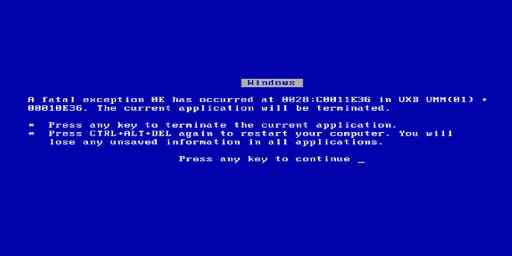 Windows
A fatal exception 0E has occurred at 0028:C0011E36 in VXD VMM(01) +
00010E36. The current application will be terminated.
* Press any key to terminate the current application.
* Press CTRL+ALT+DEL again to restart your computer. You will
lose any unsaved information in all applications.
Press any key to continue _